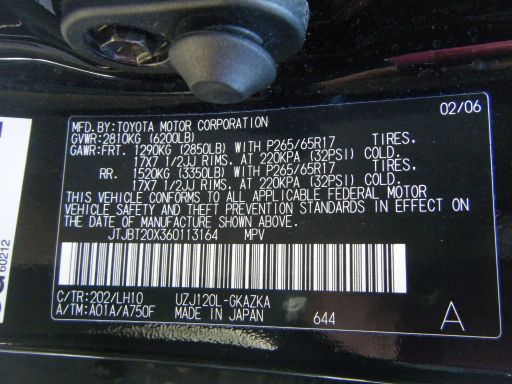 02/06
MFD.BY:TOYOTA MOTOR CORPORATION
GVWR:2810KG (6200LB)
GAWR:FRT. 1290KG (2850LB) WITH P265/65R17 TIRES,
17X7 1/2JJ RIMS, AT 220KPA (32PSI) COLD.
RR. 1520KG (3350LB) WITH P265/65R17 TIRES,
17X7 1/2JJ RIMS, AT 220KPA (32PSI) COLD.
THIS VEHICLE CONFORMS TO ALL APPLICABLE FEDERAL MOTOR
VEHICLE SAFETY AND THEFT PREVENTION STANDARDS IN EFFECT ON
THE DATE OF MANUFACTURE SHOWN ABOVE.
JTJBT20X360113164 MPV
C/TR:202/LH10 UZJ120L-GKAZKA
A/TM:A01A/A750F MADE IN JAPAN 644 A
60212